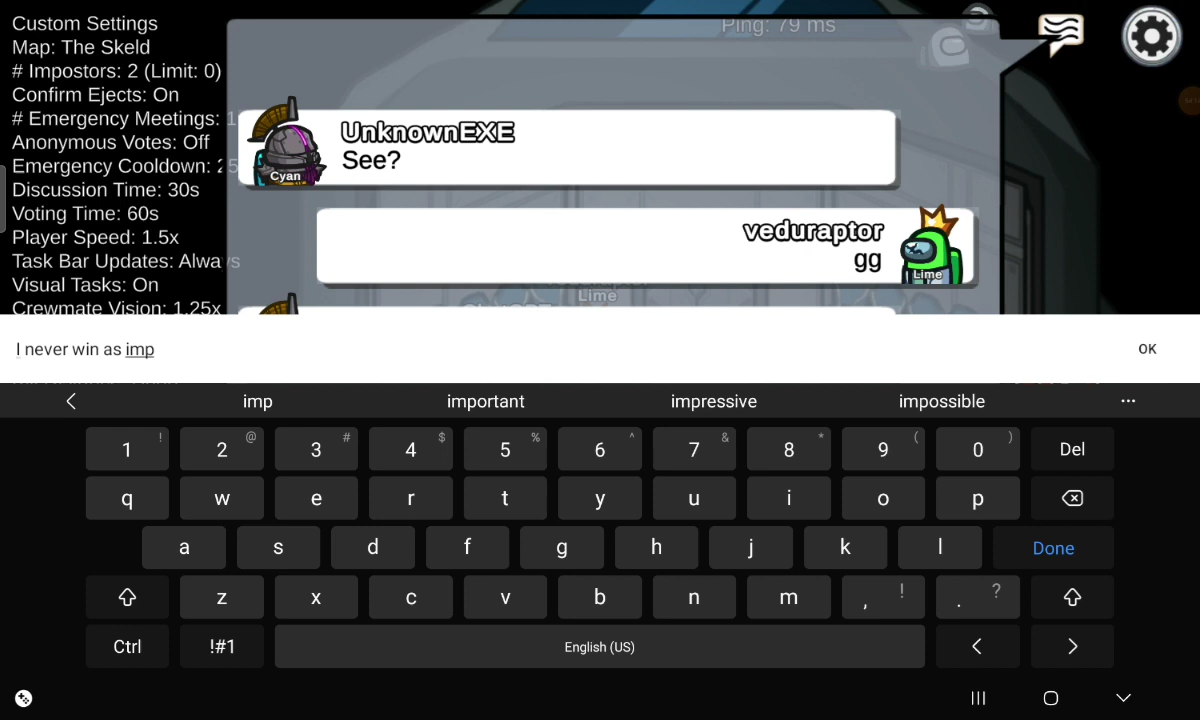 Custom Settings
Map: The Skeld
# Impostors: 2 (Limit: 0)
Confirm Ejects: On
# Emergency Meetings: 1
Anonymous Votes: Off
Emergency Cooldown: 25
Discussion Time: 30s
Voting Time: 60s
Player Speed: 1.5x
Task Bar Updates: Always
Visual Tasks: On
Crewmate Vision: 1.25x
Ping: 79 ms
UnknownEXE
See?
Cyan
veduraptor
gg
Lime
Lime
I never win as imp
OK
imp important impressive impossible ...
1 ! 2 @ 3 # 4 $ 5 % 6 ^ 7 & 8 * 9 ( 0 ) Del
q w e r t y u i o p
a s d f g h j k l Done
z x c v b n m , ! . ?
Ctrl !#1 English (US) < >